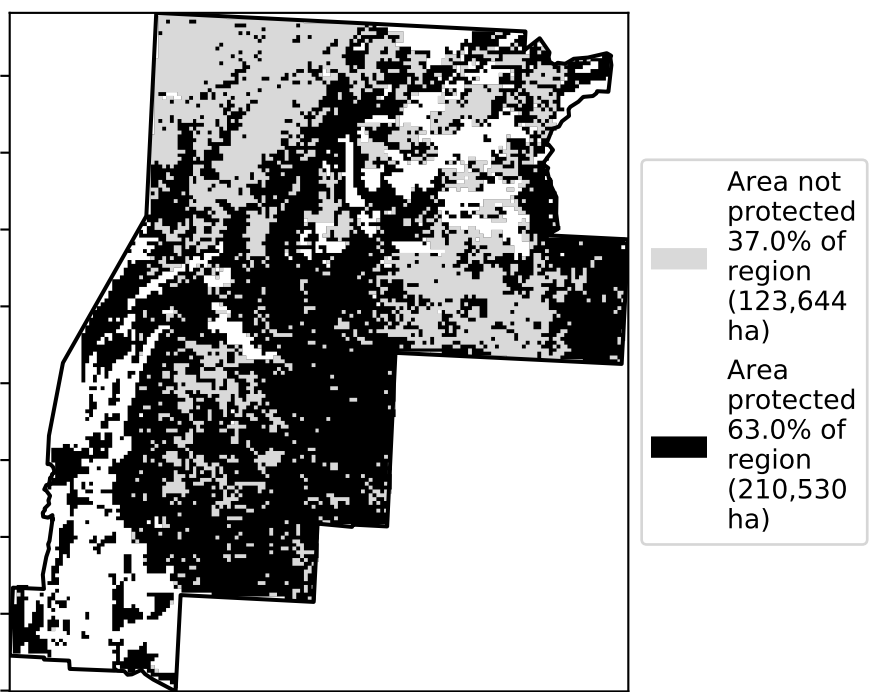 Area not
protected
37.0% of
region
(123,644
ha)
Area
protected
63.0% of
region
(210,530
ha)